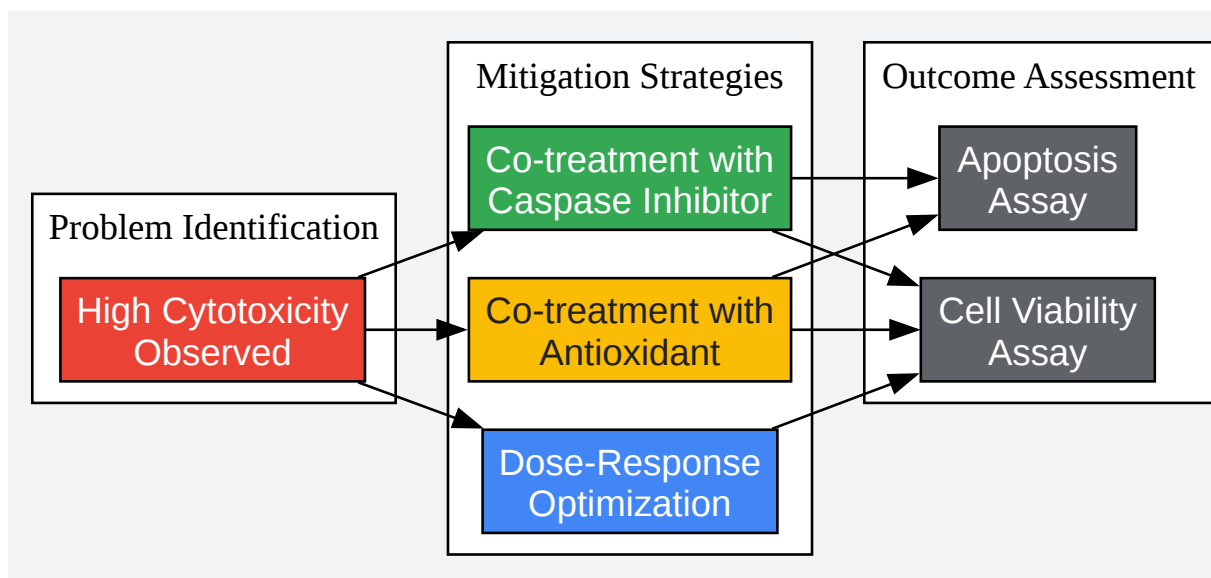 Problem Identification
High Cytotoxicity
Observed
Mitigation Strategies
Co-treatment with
Caspase Inhibitor
Co-treatment with
Antioxidant
Dose-Response
Optimization
Outcome Assessment
Apoptosis
Assay
Cell Viability
Assay